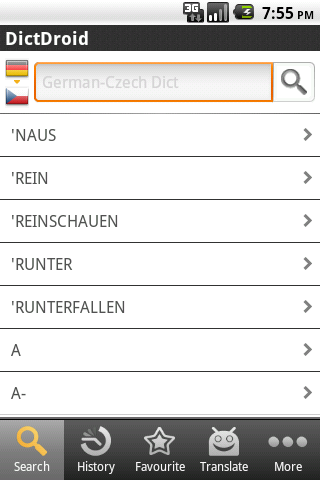 3G 7:55 PM
DictDroid
German-Czech Dict
'NAUS
'REIN
'REINSCHAUEN
'RUNTER
'RUNTERFALLEN
A
A-
Search History Favourite Translate More